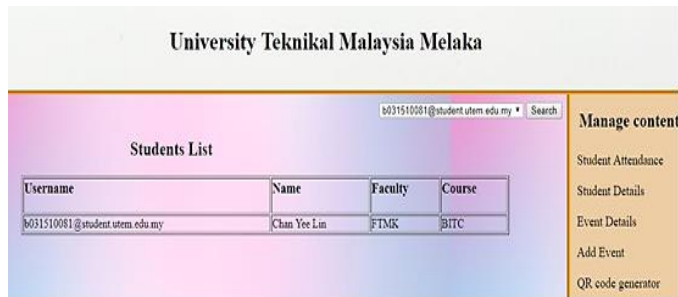 University Teknikal Malaysia Melaka
b031510081@student.utem.edu.my Search
Students List
Username Name Faculty Course
b031510081@student.utem.edu.my Chan Yee Lin FTMK BITC
Manage content
Student Attendance
Student Details
Event Details
Add Event
QR code generator